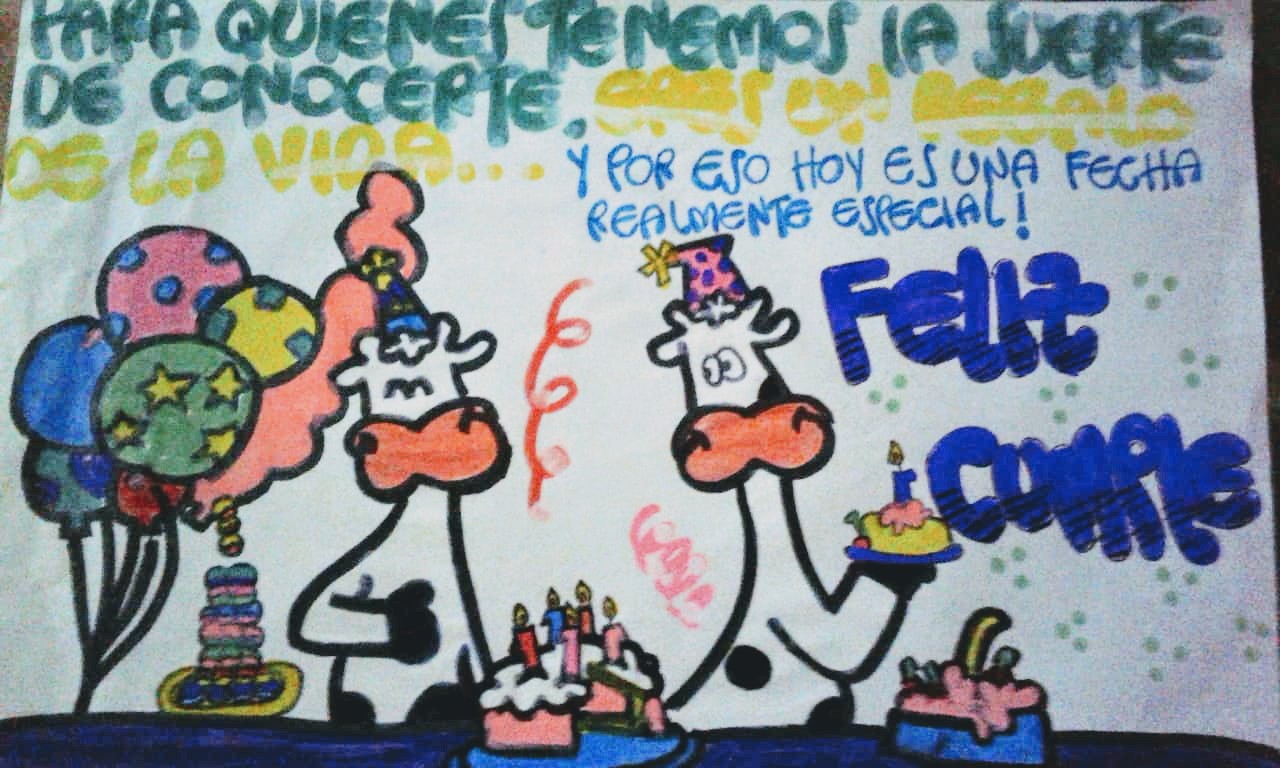 PARA QUIENES TENEMOS LA SUERTE
DE CONOCERTE, ERES UN REGALO
DE LA VIDA...
Y POR ESO HOY ES UNA FECHA
REALMENTE ESPECIAL!
FELIZ
CUMPLE